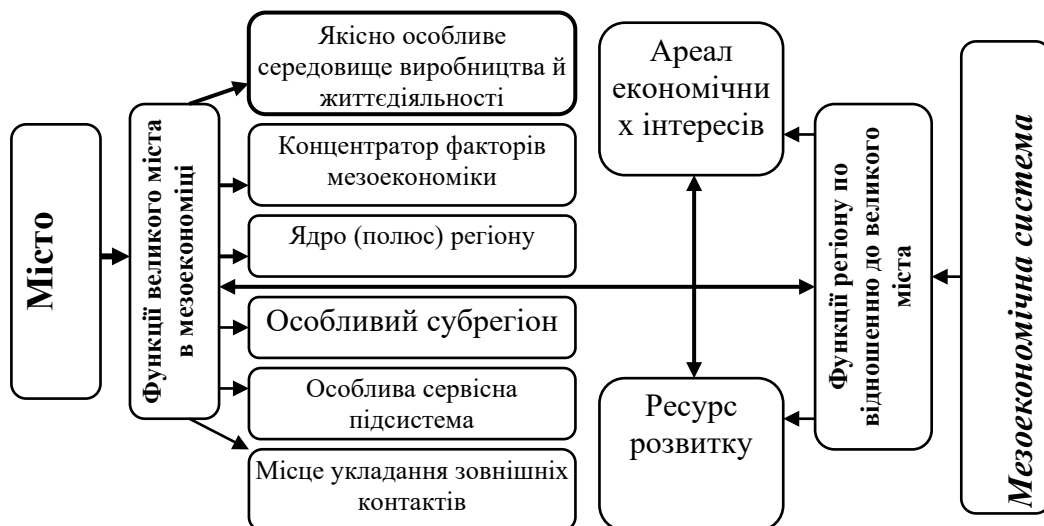 Місто
Функції великого міста
в мезоекономіці
Якісно особливе
середовище виробництва й
життєдіяльності
Концентратор факторів
мезоекономіки
Ядро (полюс) регіону
Особливий субрегіон
Особлива сервісна
підсистема
Місце укладання зовнішніх
контактів
Ареал
економічни
х інтересів
Ресурс
розвитку
Функції регіону по
відношенню до великого
міста
Мезоекономічна система